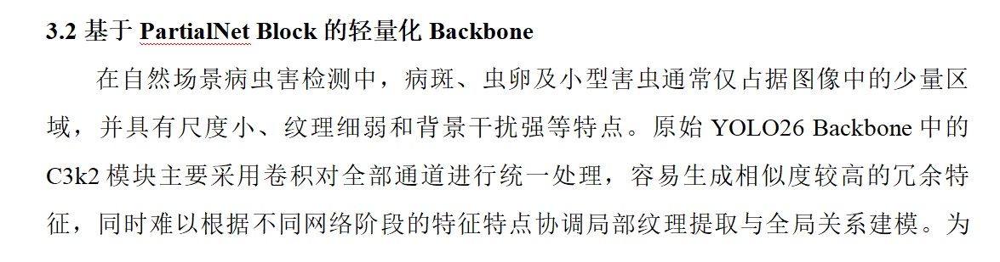 3.2 基于 PartialNet Block 的轻量化 Backbone
在自然场景病虫害检测中，病斑、虫卵及小型害虫通常仅占据图像中的少量区
域，并具有尺度小、纹理细弱和背景干扰强等特点。原始 YOLO26 Backbone 中的
C3k2 模块主要采用卷积对全部通道进行统一处理，容易生成相似度较高的冗余特
征，同时难以根据不同网络阶段的特征特点协调局部纹理提取与全局关系建模。为